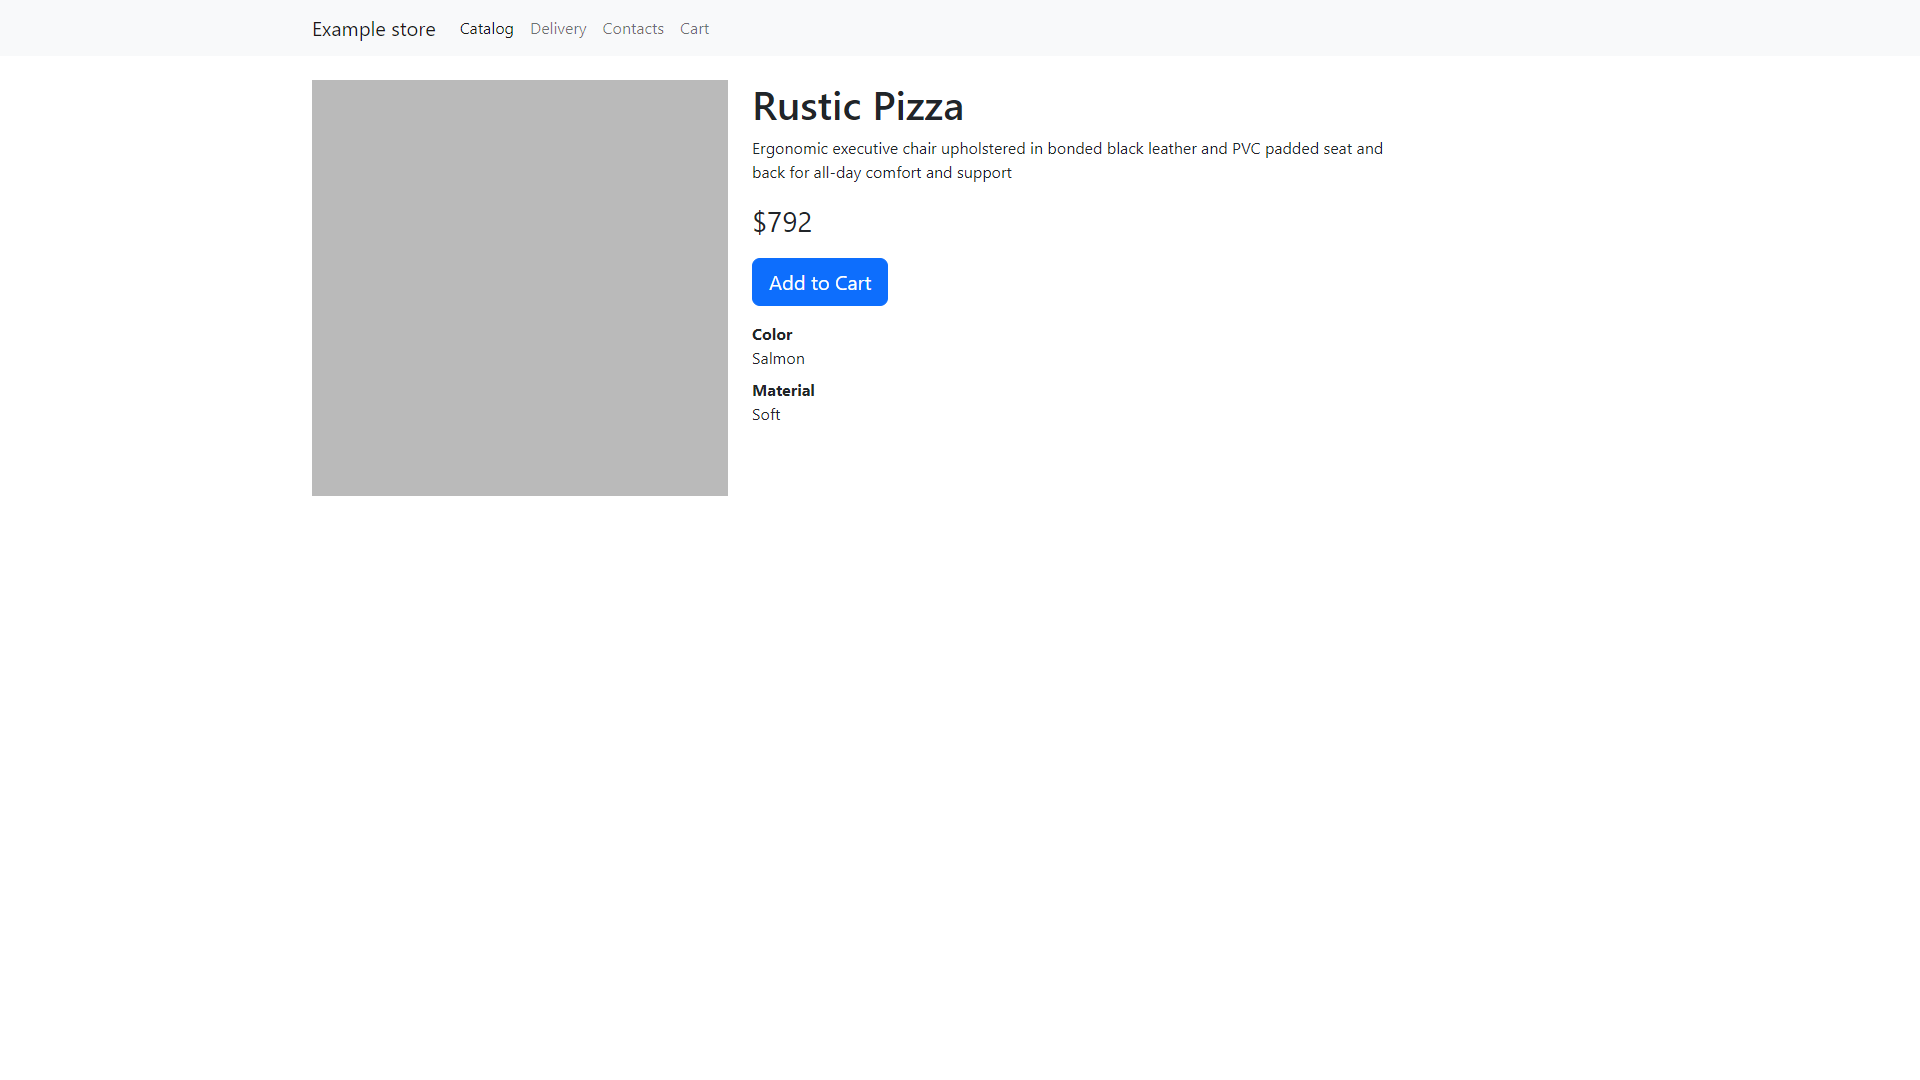 Example store Catalog Delivery Contacts Cart
Rustic Pizza
Ergonomic executive chair upholstered in bonded black leather and PVC padded seat and
back for all-day comfort and support
$792
Add to Cart
Color
Salmon
Material
Soft